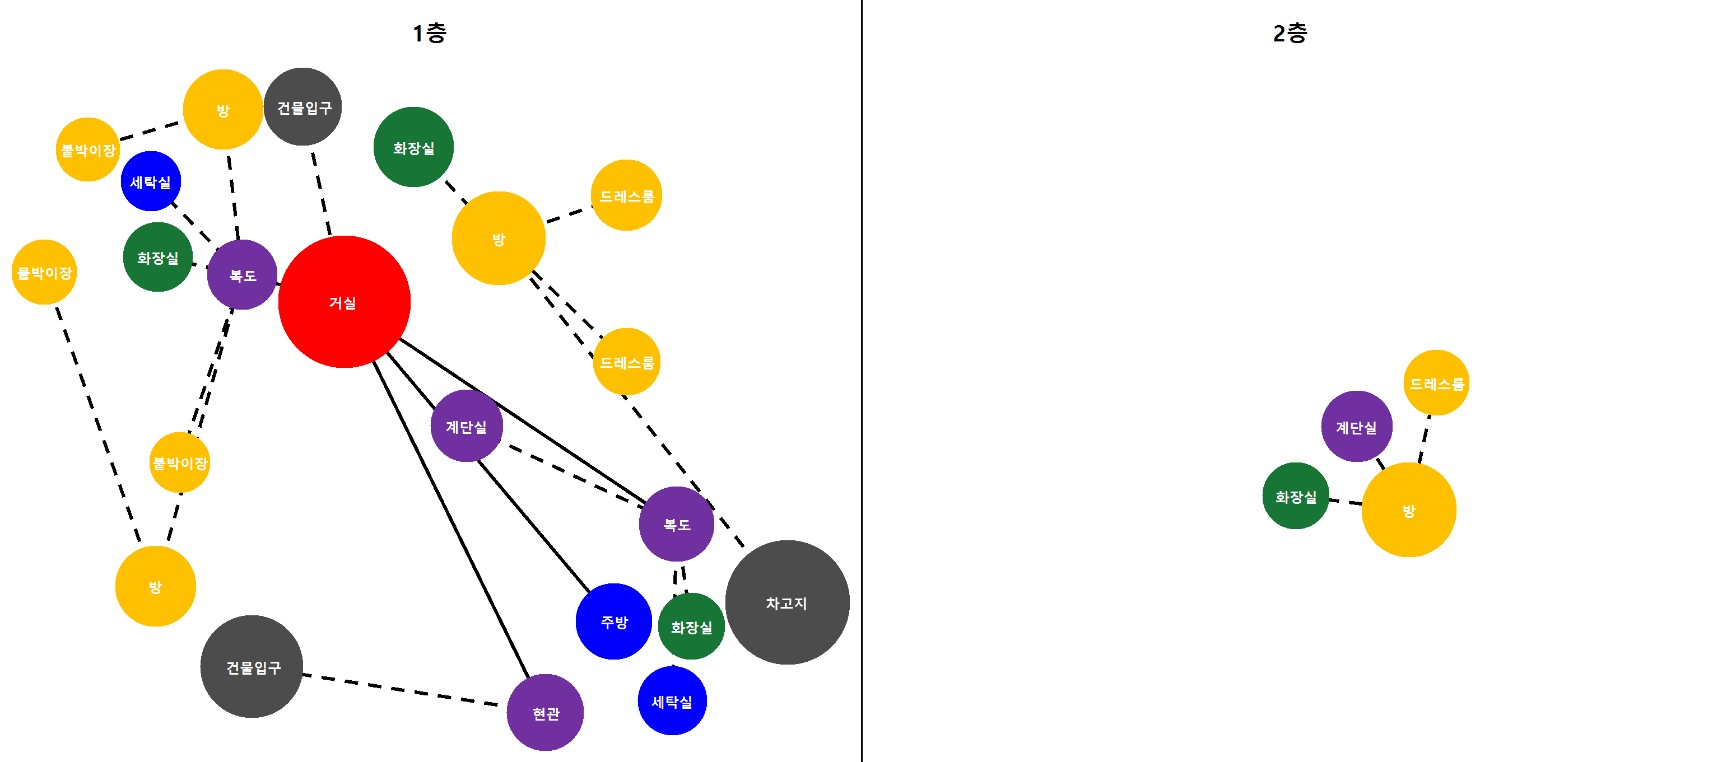 1층
방
건물입구
붙박이장
세탁실
화장실
드레스룸
방
화장실
복도
붙박이장
거실
드레스룸
계단실
붙박이장
복도
방
차고지
주방
화장실
건물입구
세탁실
현관
2층
드레스룸
계단실
화장실
방